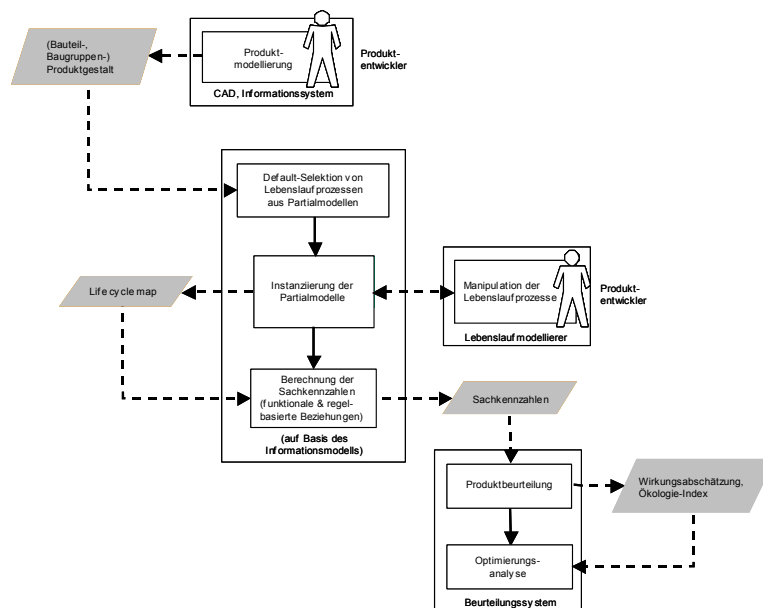 (Bauteil-,
Baugruppen-)
Produktgestalt
Produkt-
modellierung
CAD, Informationssystem
Produkt-
entwickler
Default-Selektion von
Lebenslaufprozessen
aus Partialmodellen
Life cycle map
Instanziierung der
Partialmodelle
Manipulation der
Lebenslaufprozesse
Lebenslaufmodellierer
Produkt-
entwickler
Berechnung der
Sachkennzahlen
(funktionale & regel-
basierte Beziehungen)
(auf Basis des
Informationsmodells)
Sachkennzahlen
Produktbeurteilung
Wirkungsabschätzung,
Ökologie-Index
Optimierungs-
analyse
Beurteilungssystem